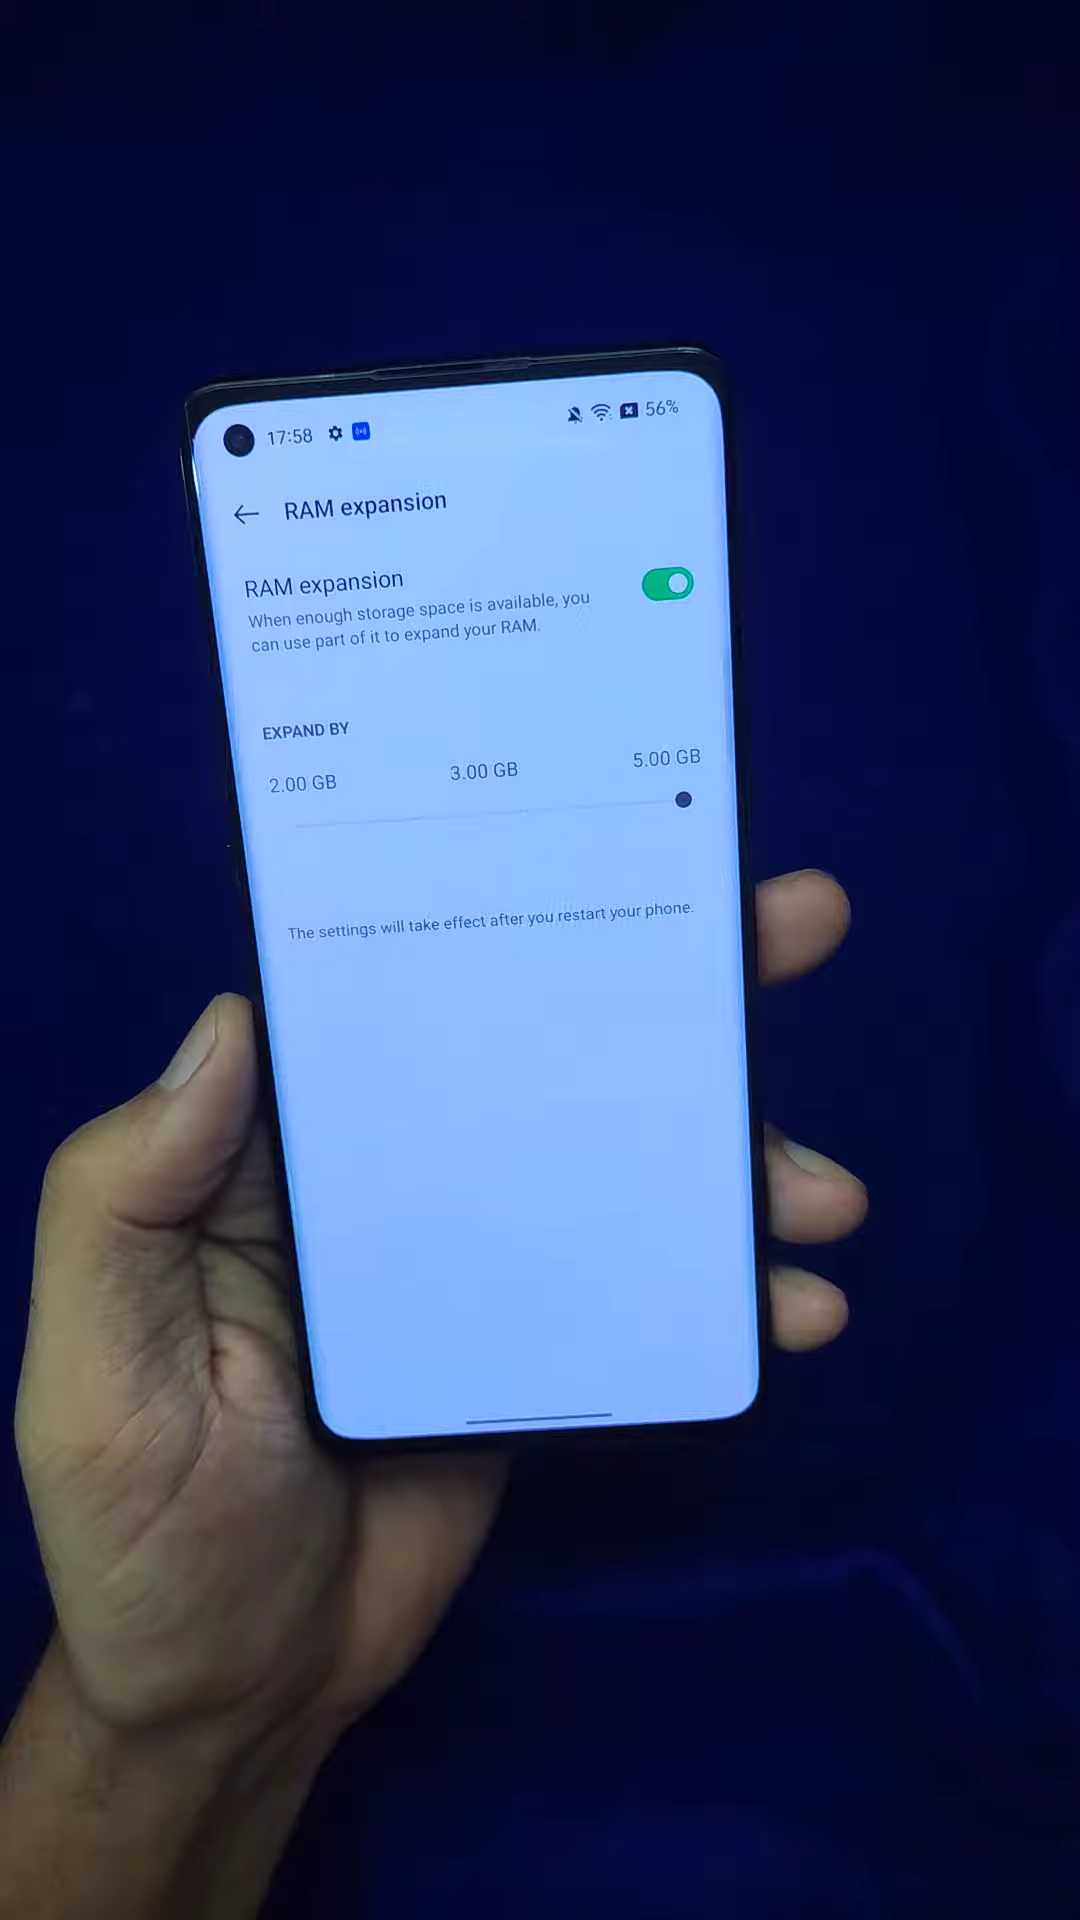 17:58 56%
RAM expansion
RAM expansion
When enough storage space is available, you
can use part of it to expand your RAM.
EXPAND BY
2.00 GB 3.00 GB 5.00 GB
The settings will take effect after you restart your phone.